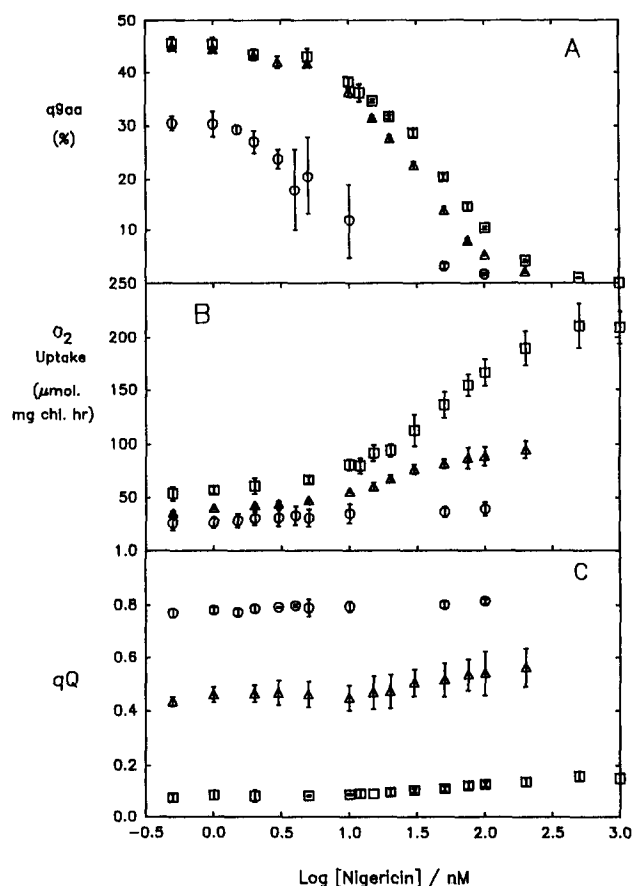 50
A
40
q9aa
(%)
30
20
10
250
B
O2
Uptake
(μmol.
mg chl. hr)
200
150
100
50
1.0
C
0.8
qQ
0.6
0.4
0.2
0.0
-0.5 0.0 0.5 1.0 1.5 2.0 2.5 3.0
Log [Nigericin] / nM